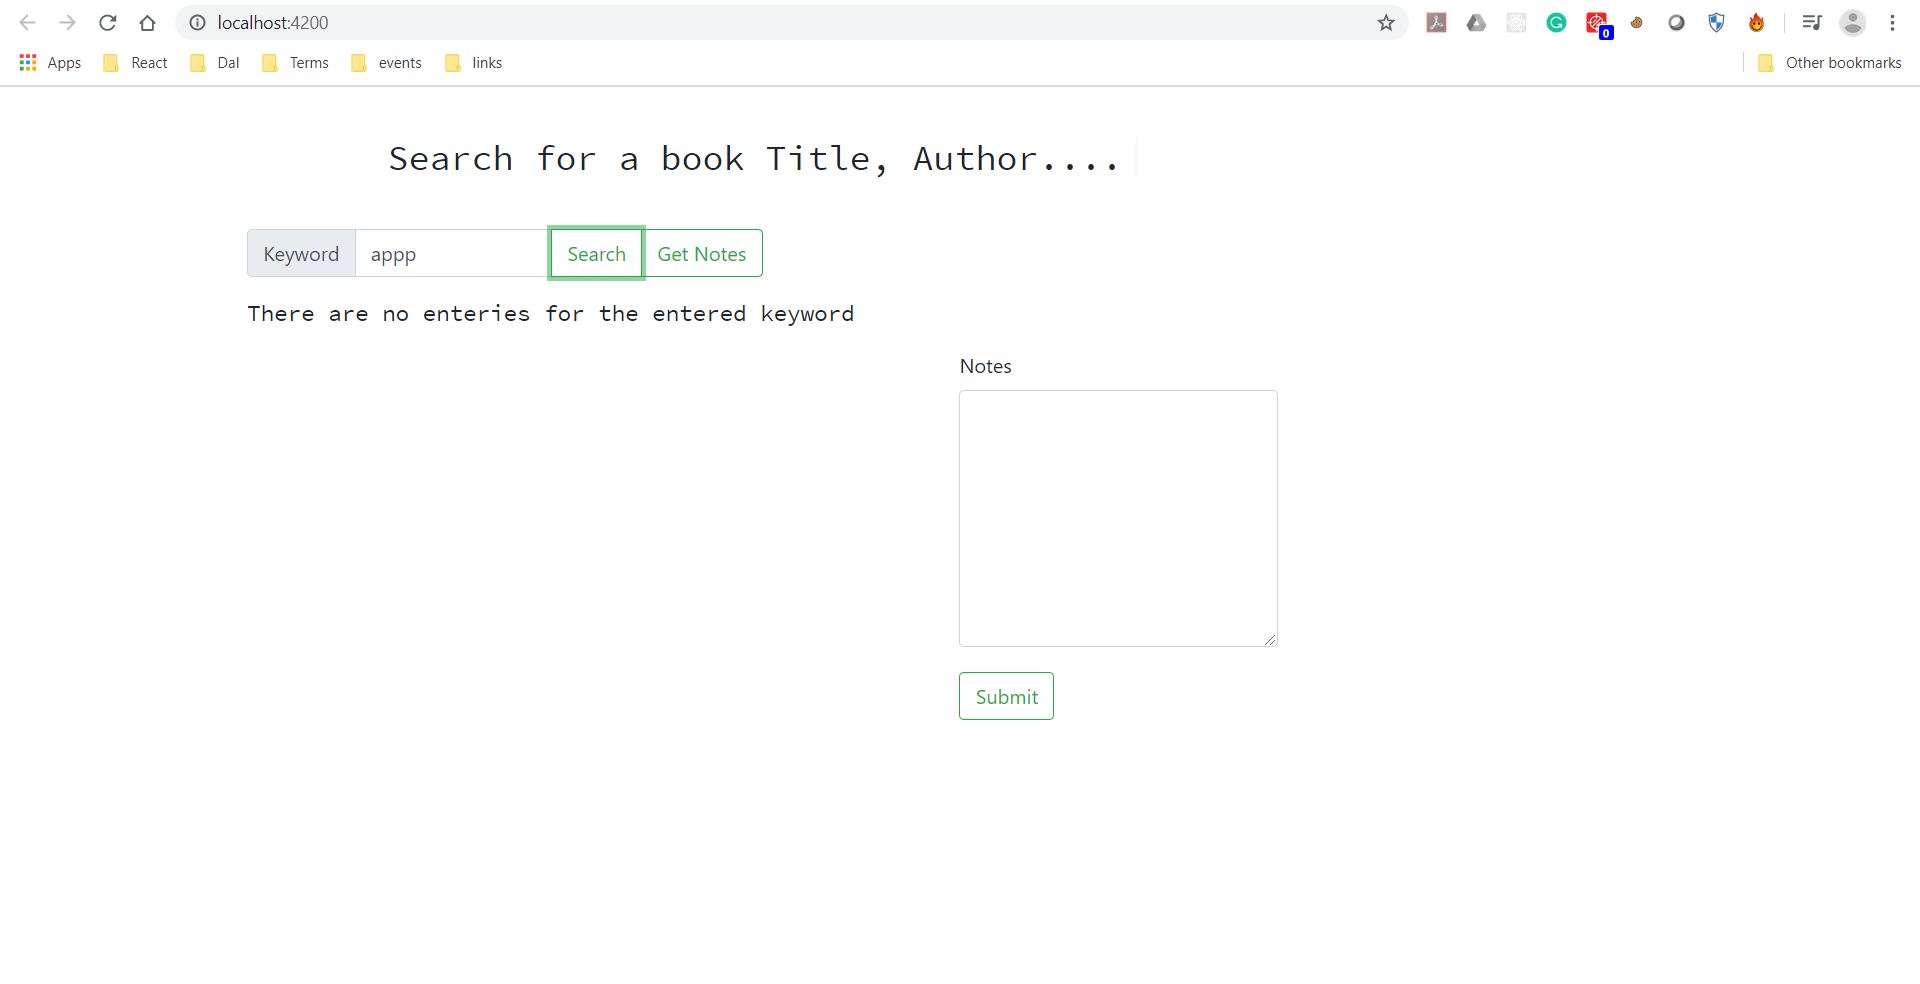 localhost:4200
0
Apps React Dal Terms events links Other bookmarks
Search for a book Title, Author....
Keyword appp Search Get Notes
There are no enteries for the entered keyword
Notes
Submit